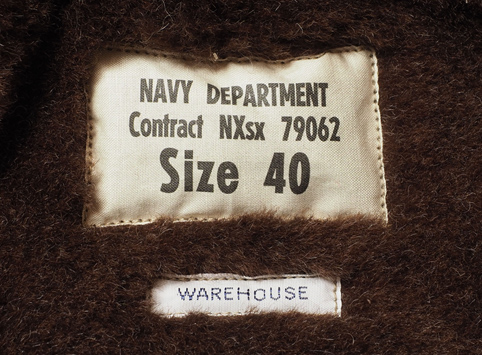 NAVY DEPARTMENT
Contract NXsx 79062
Size 40
WAREHOUSE